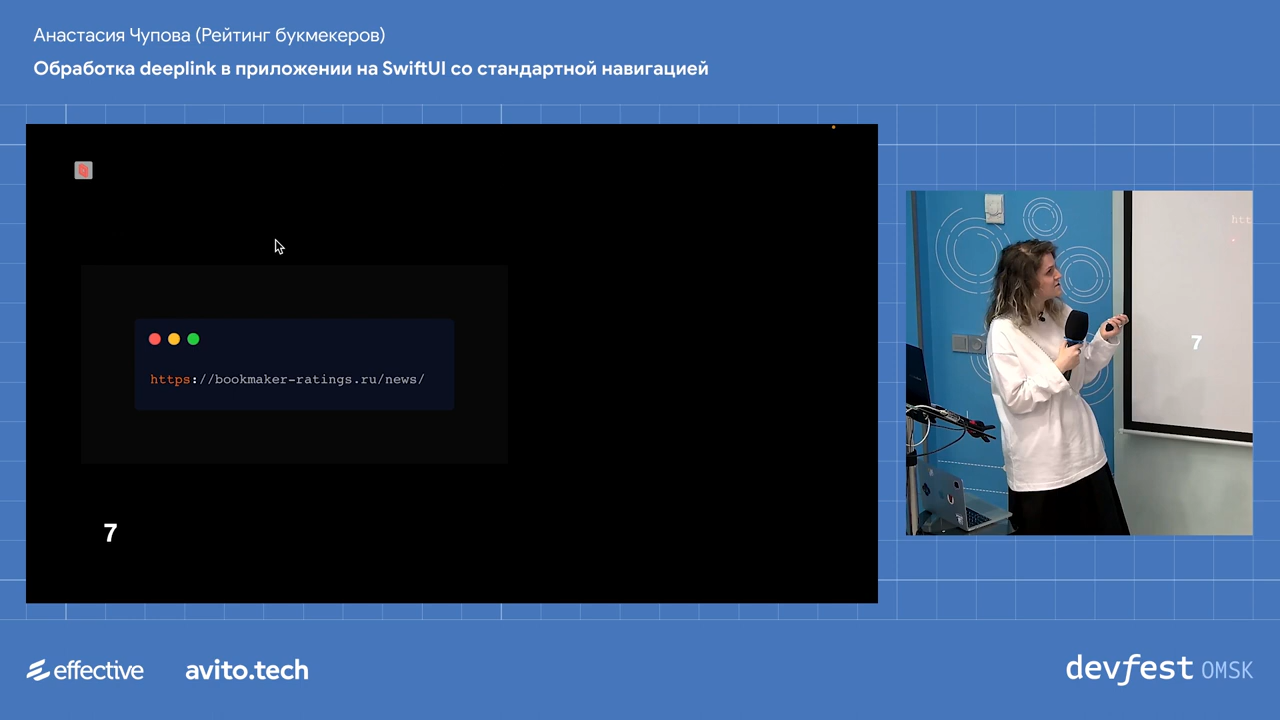 Анастасия Чупова (Рейтинг букмекеров)
Обработка deeplink в приложении на SwiftUI со стандартной навигацией
https://bookmaker-ratings.ru/news/
7
htt
7
effective
avito.tech
devfest OMSK